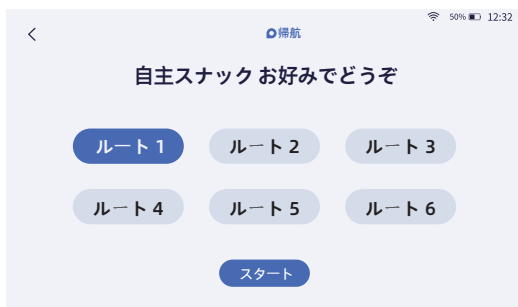 50% 12:32
帰航
自主スナック お好みでどうぞ
ルート 1 ルート 2 ルート 3
ルート 4 ルート 5 ルート 6
スタート